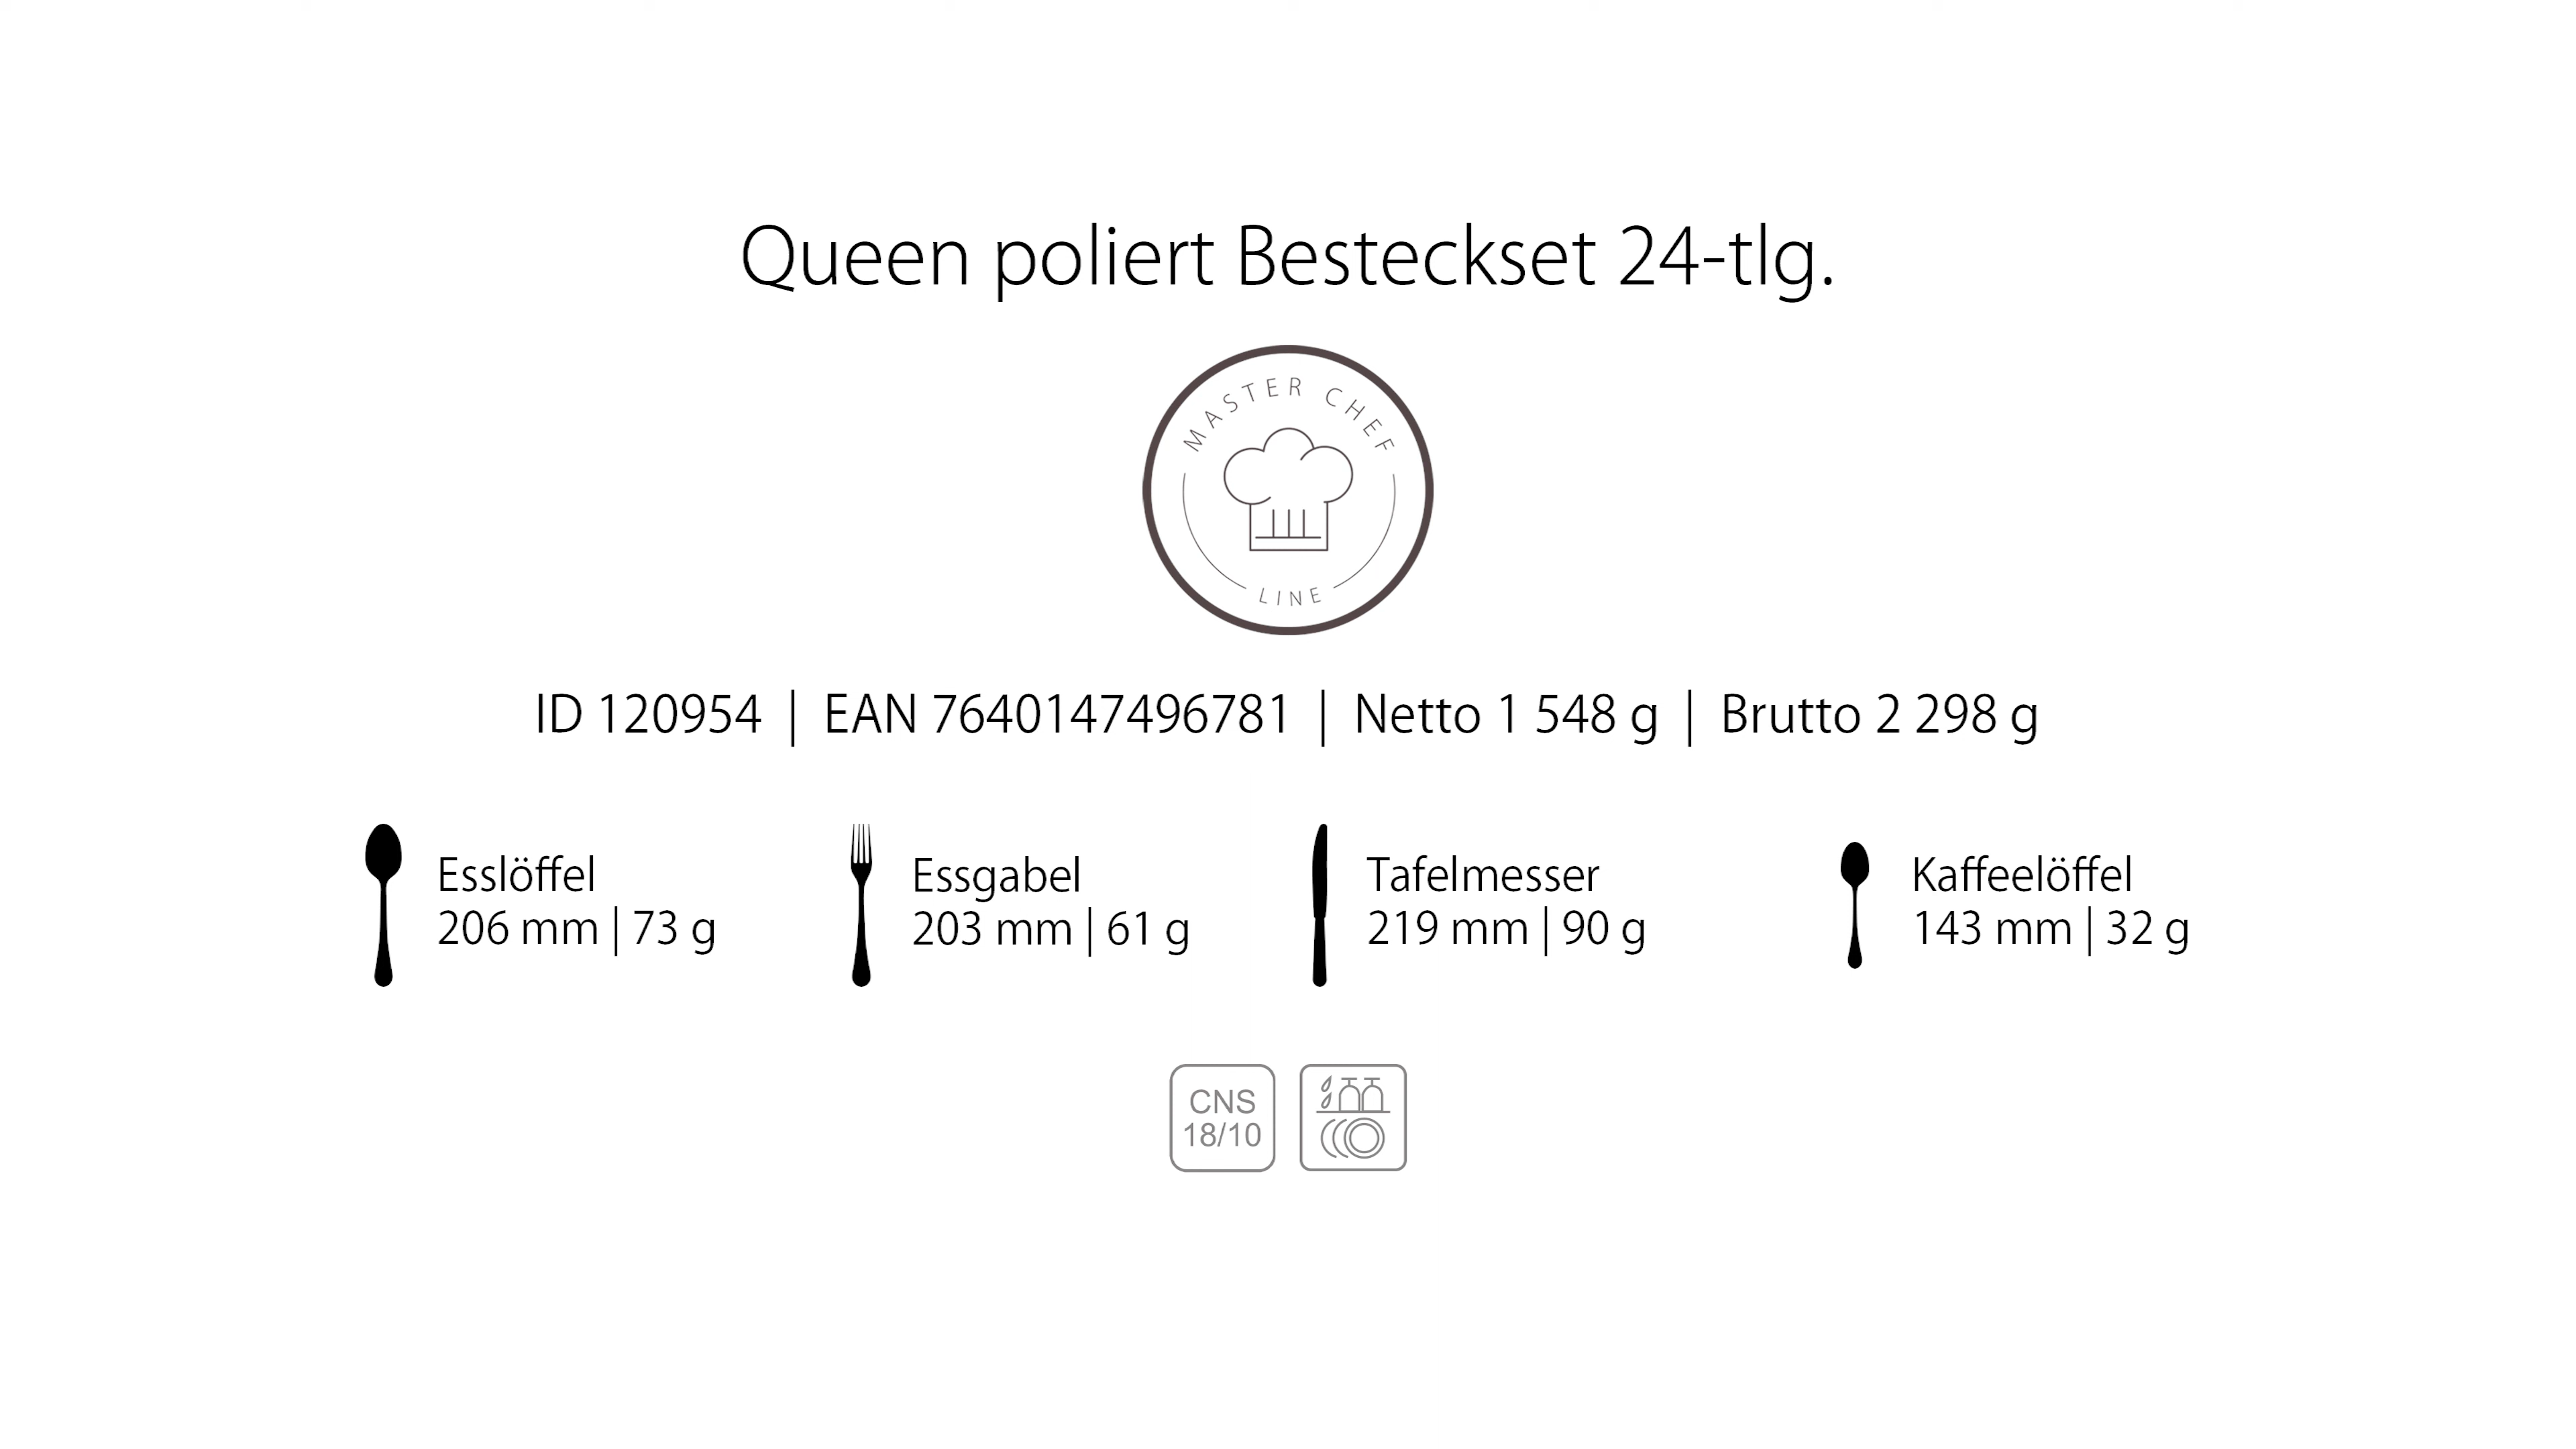 Queen poliert Besteckset 24-tlg.
MASTER CHEF
LINE
ID 120954 | EAN 7640147496781 | Netto 1 548 g | Brutto 2 298 g
Esslöffel
206 mm | 73 g
Essgabel
203 mm | 61 g
Tafelmesser
219 mm | 90 g
Kaffeelöffel
143 mm | 32 g
CNS
18/10